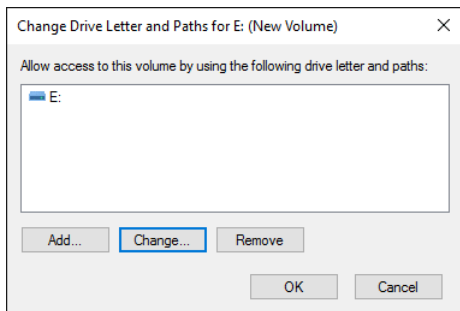 Change Drive Letter and Paths for E: (New Volume)
Allow access to this volume by using the following drive letter and paths:
E:
Add... Change... Remove
OK Cancel